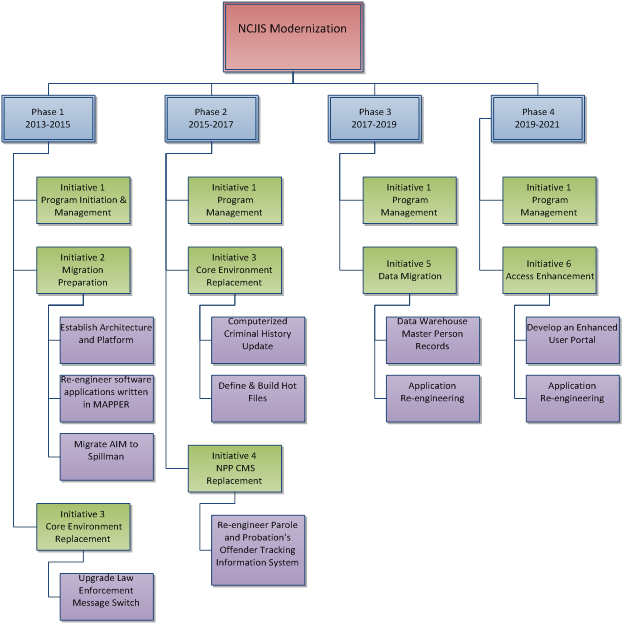 NCJIS Modernization
Phase 1
2013-2015
Initiative 1
Program Initiation &
Management
Initiative 2
Migration
Preparation
Establish Architecture
and Platform
Re-engineer software
applications written
in MAPPER
Migrate AIM to
Spillman
Initiative 3
Core Environment
Replacement
Upgrade Law
Enforcement
Message Switch
Phase 2
2015-2017
Initiative 1
Program
Management
Initiative 3
Core Environment
Replacement
Computerized
Criminal History
Update
Define & Build Hot
Files
Initiative 4
NPP CMS
Replacement
Re-engineer Parole
and Probation's
Offender Tracking
Information System
Phase 3
2017-2019
Initiative 1
Program
Management
Initiative 5
Data Migration
Data Warehouse
Master Person
Records
Application
Re-engineering
Phase 4
2019-2021
Initiative 1
Program
Management
Initiative 6
Access Enhancement
Develop an Enhanced
User Portal
Application
Re-engineering